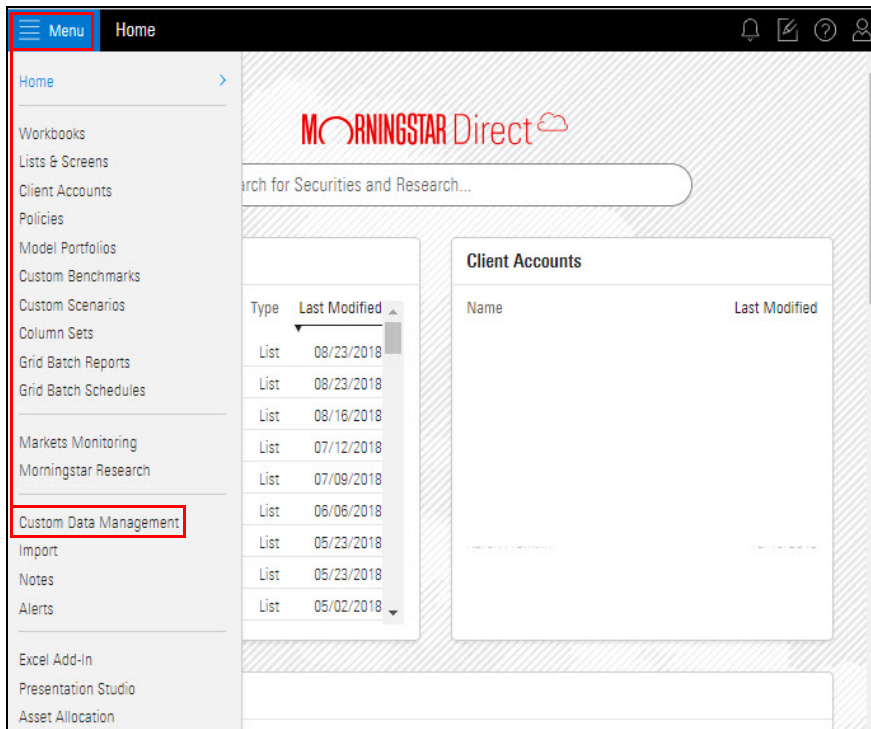 Menu Home
Home
Workbooks
Lists & Screens
Client Accounts
Policies
Model Portfolios
Custom Benchmarks
Custom Scenarios
Column Sets
Grid Batch Reports
Grid Batch Schedules
Markets Monitoring
Morningstar Research
Custom Data Management
Import
Notes
Alerts
Excel Add-In
Presentation Studio
Asset Allocation
MORNINGSTAR Direct
rch for Securities and Research...
Type Last Modified
List 08/23/2018
List 08/23/2018
List 08/16/2018
List 07/12/2018
List 07/09/2018
List 06/06/2018
List 05/23/2018
List 05/23/2018
List 05/02/2018
Client Accounts
Name Last Modified